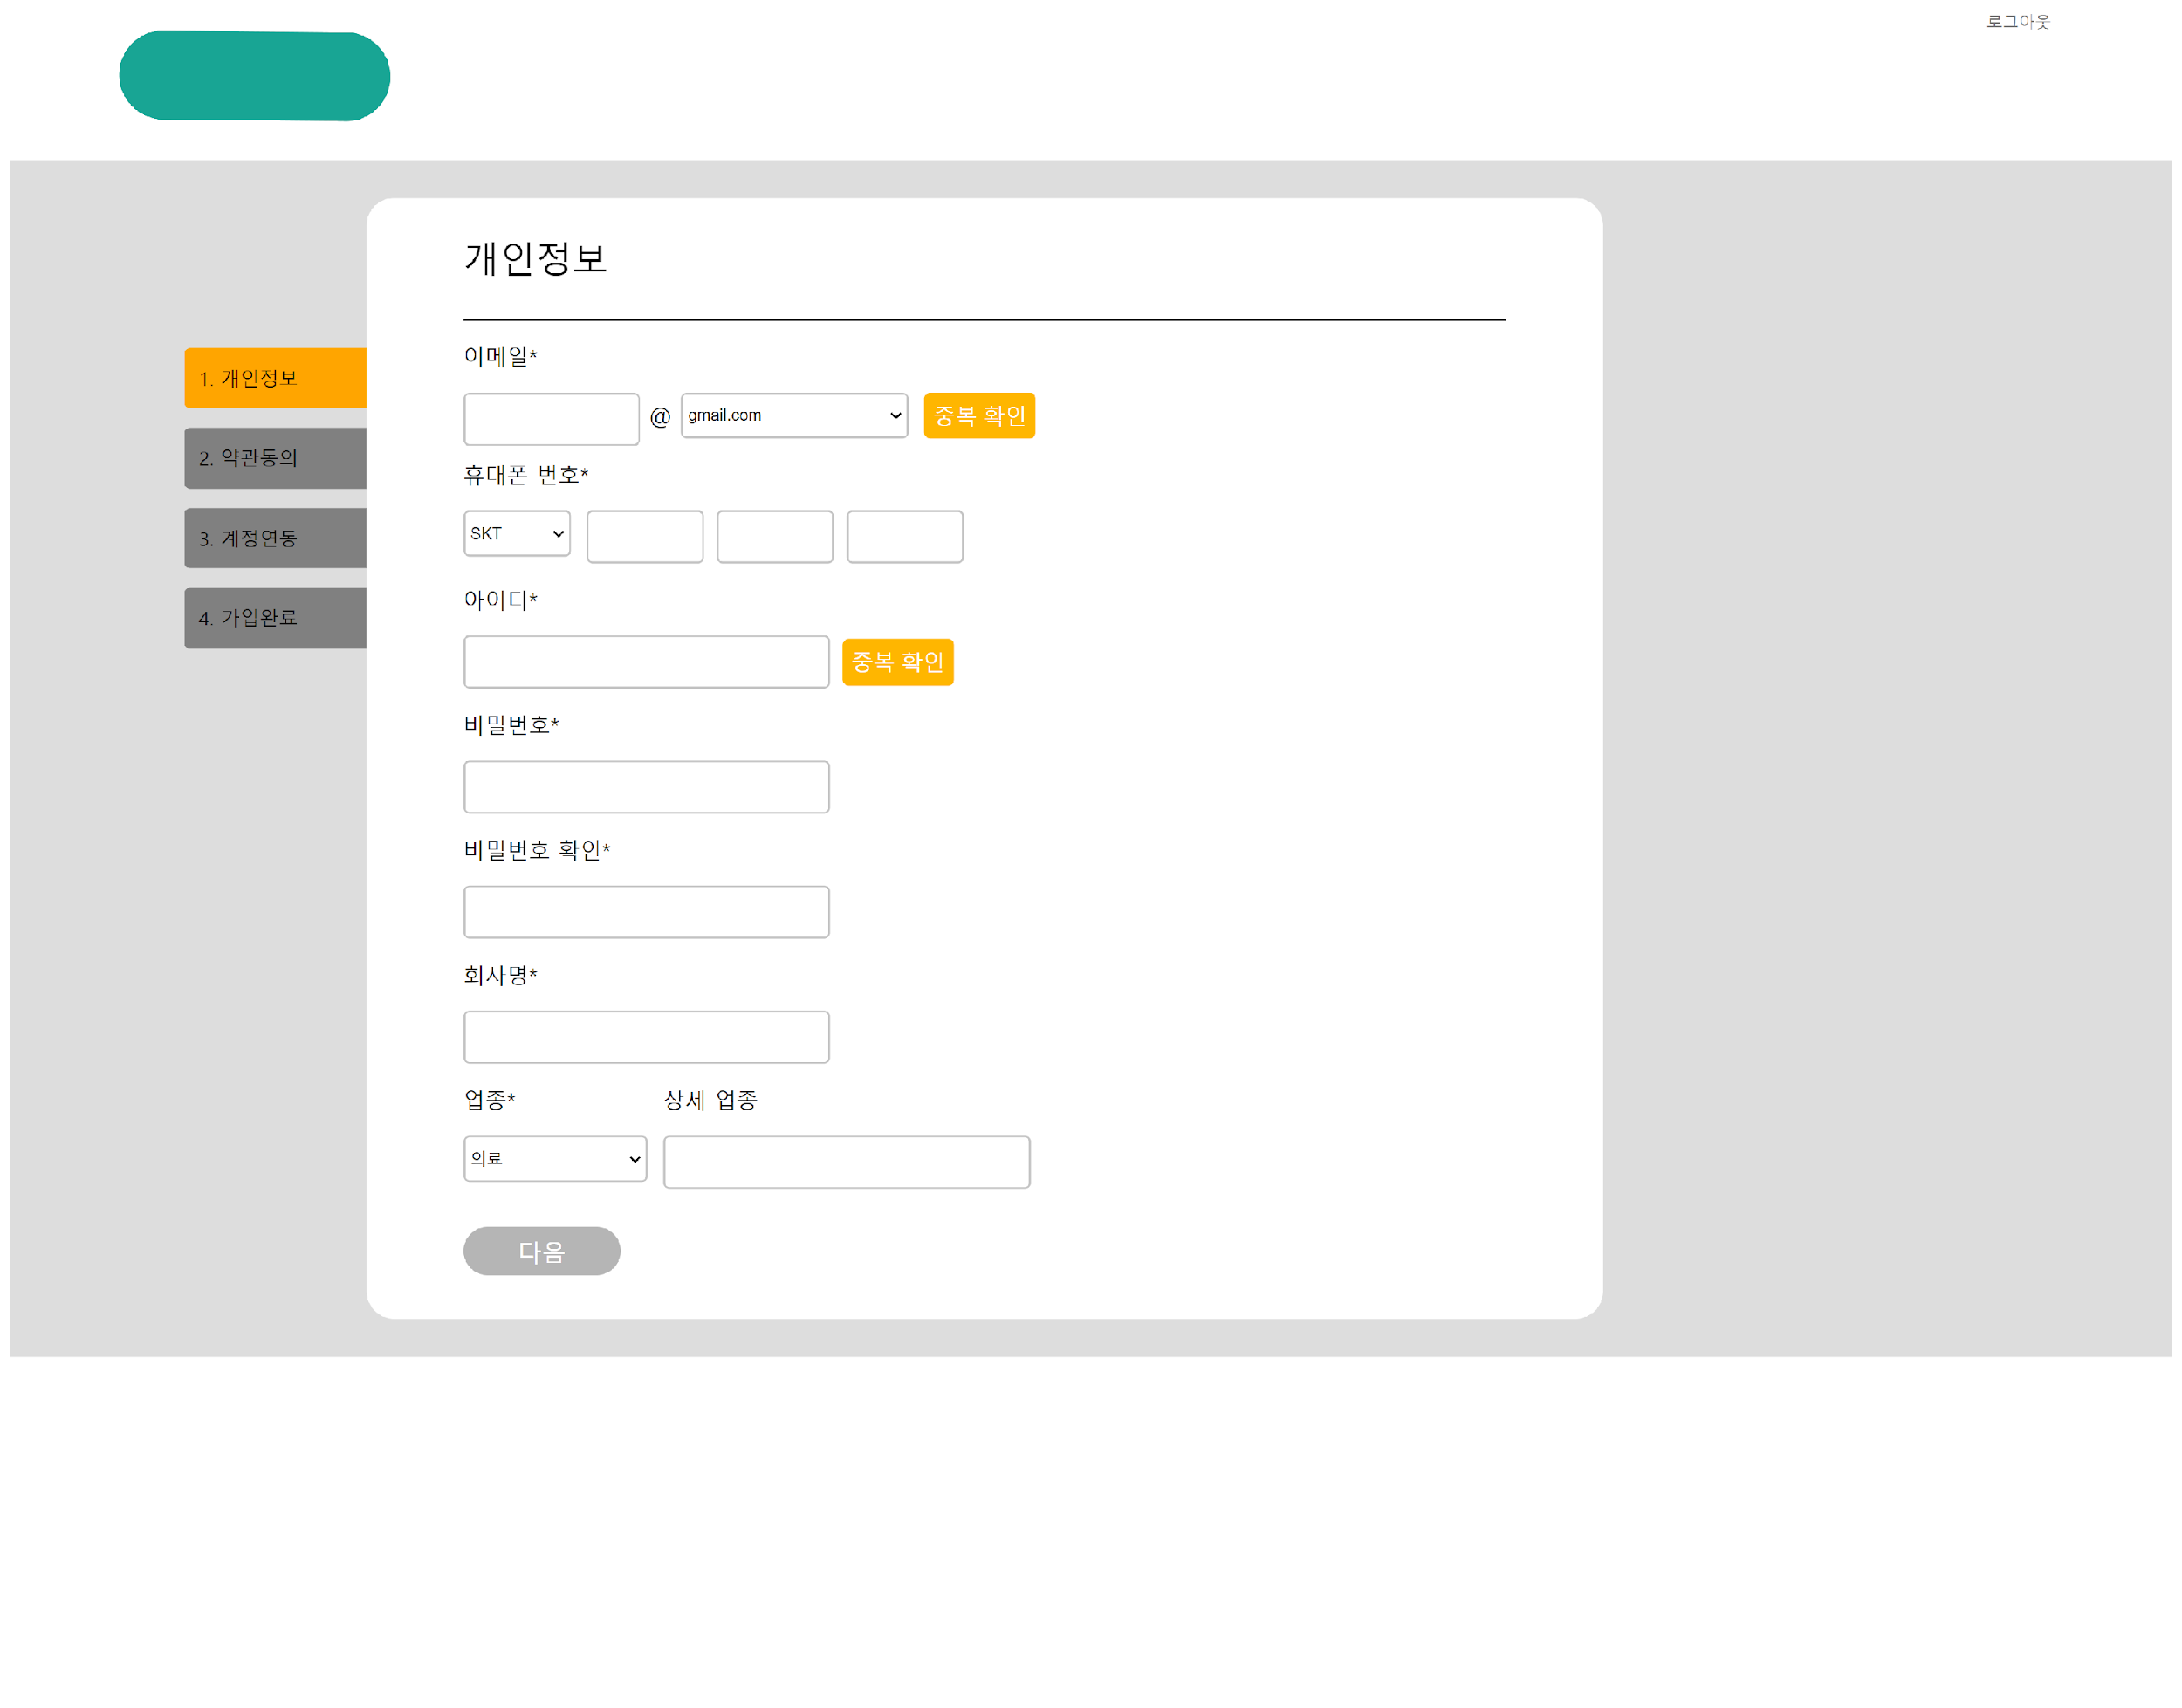 로그아웃
개인정보
1. 개인정보
2. 약관동의
3. 계정연동
4. 가입완료
이메일*
@ gmail.com 중복 확인
휴대폰 번호*
SKT
아이디*
중복 확인
비밀번호*
비밀번호 확인*
회사명*
업종* 상세 업종
의료
다음